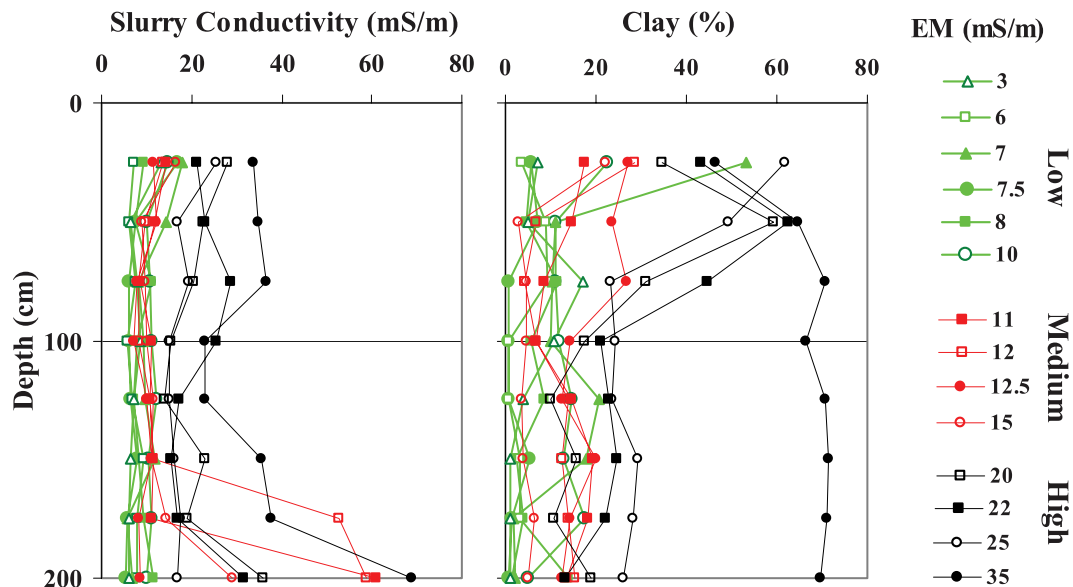 Slurry Conductivity (mS/m)
Clay (%)
EM (mS/m)
0 20 40 60 80
0 20 40 60 80
Depth (cm)
0
100
200
3
6
7
7.5
8
10
Low
11
12
12.5
15
Medium
20
22
25
35
High